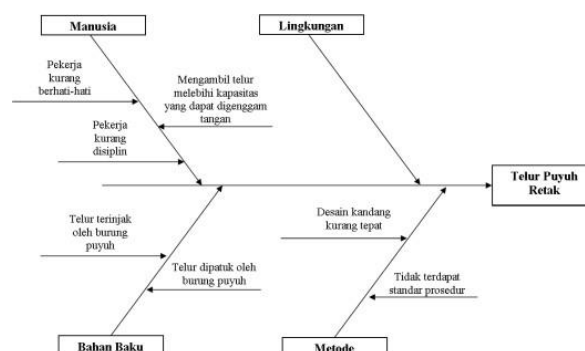 Manusia
Lingkungan
Pekerja
kurang
berhati-hati
Mengambil telur
melebihi kapasitas
yang dapat digenggam
tangan
Pekerja
kurang
disiplin
Telur Puyuh
Retak
Telur terinjak
oleh burung
puyuh
Telur dipatuk oleh
burung puyuh
Desain kandang
kurang tepat
Tidak terdapat
standar prosedur
Bahan Baku
Metode